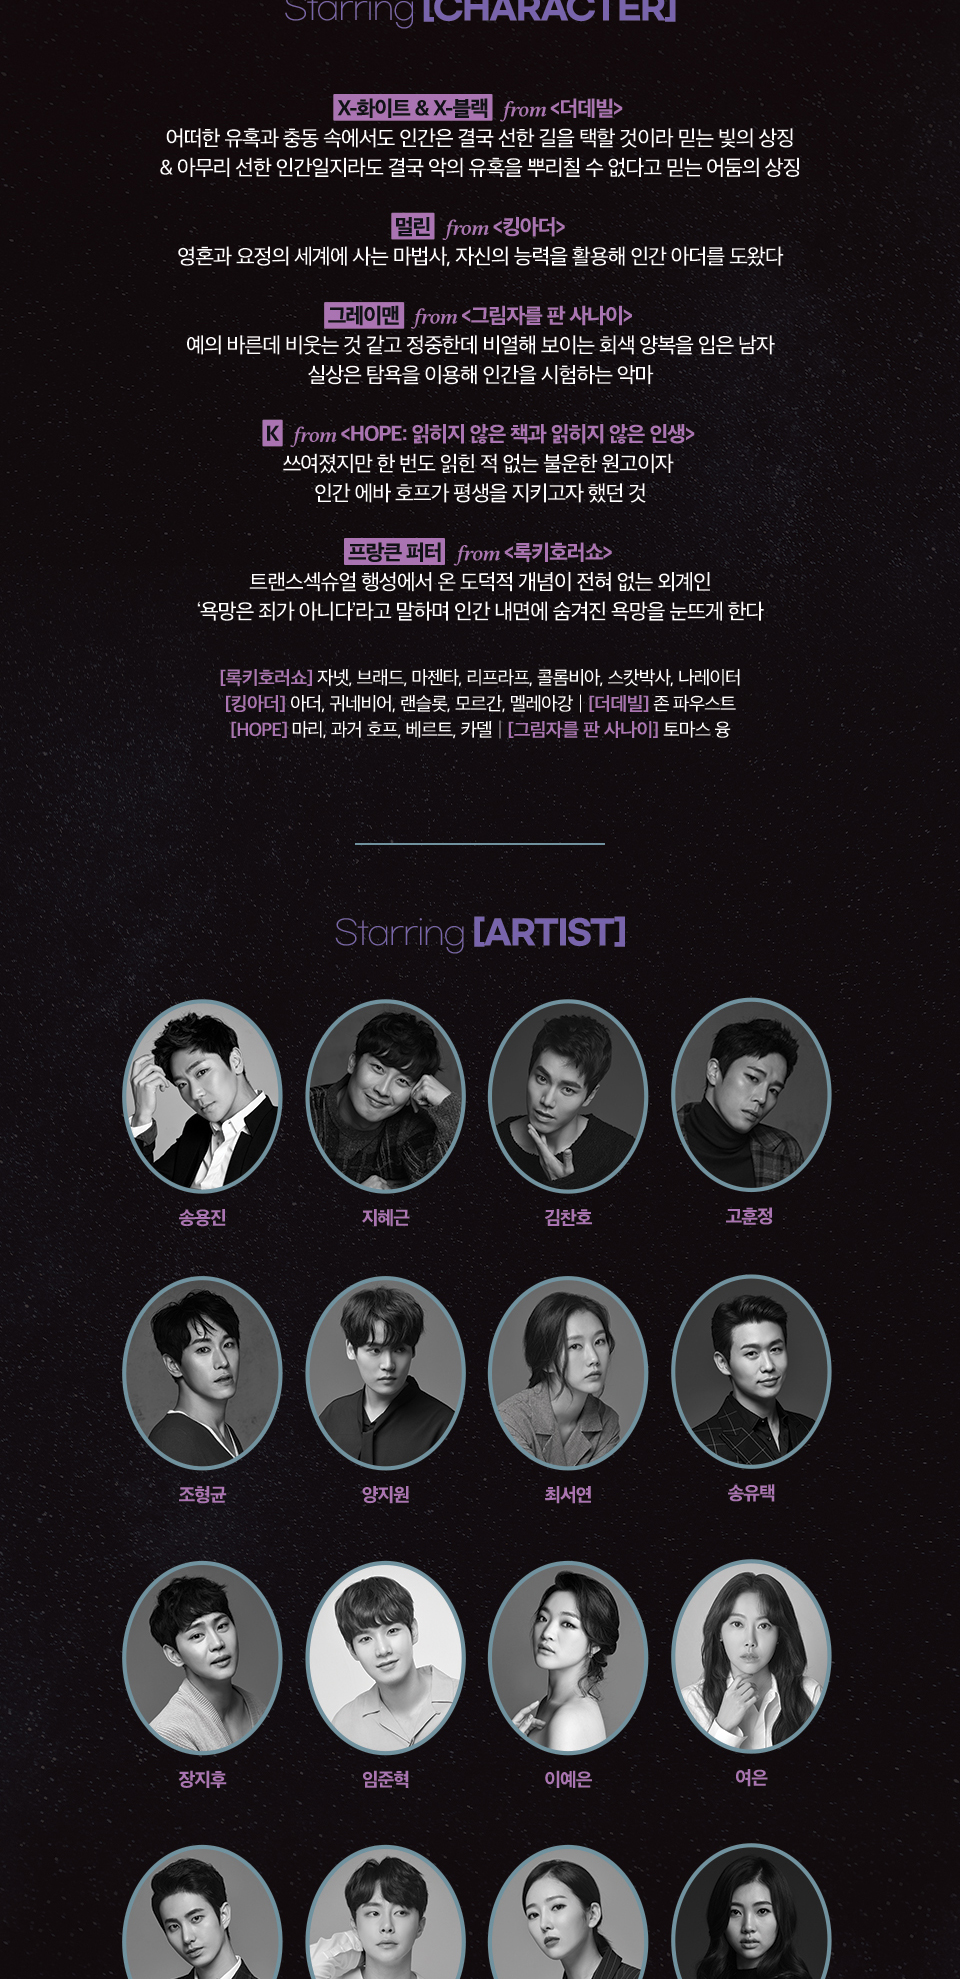 Starring [CHARACTER]
X-화이트 & X-블랙 from <더데빌>
어떠한 유혹과 충동 속에서도 인간은 결국 선한 길을 택할 것이라 믿는 빛의 상징
& 아무리 선한 인간일지라도 결국 악의 유혹을 뿌리칠 수 없다고 믿는 어둠의 상징
멀린 from <킹아더>
영혼과 요정의 세계에 사는 마법사, 자신의 능력을 활용해 인간 아더를 도왔다
그레이맨 from <그림자를 판 사나이>
예의 바른데 비웃는 것 같고 정중한데 비열해 보이는 회색 양복을 입은 남자
실상은 탐욕을 이용해 인간을 시험하는 악마
K from <HOPE: 읽히지 않은 책과 읽히지 않은 인생>
쓰여졌지만 한 번도 읽힌 적 없는 불운한 원고이자
인간 에바 호프가 평생을 지키고자 했던 것
프랑큰 퍼터 from <록키호러쇼>
트랜스섹슈얼 행성에서 온 도덕적 개념이 전혀 없는 외계인
‘욕망은 죄가 아니다’라고 말하며 인간 내면에 숨겨진 욕망을 눈뜨게 한다
[록키호러쇼] 자넷, 브래드, 마젠타, 리프라프, 콜롬비아, 스캇박사, 나레이터
[킹아더] 아더, 귀네비어, 랜슬롯, 모르간, 멜레아강 | [더데빌] 존 파우스트
[HOPE] 마리, 과거 호프, 베르트, 카델 | [그림자를 판 사나이] 토마스 융
Starring [ARTIST]
송용진 지혜근 김찬호 고훈정
조형균 양지원 최서연 송유택
장지후 임준혁 이예은 여은